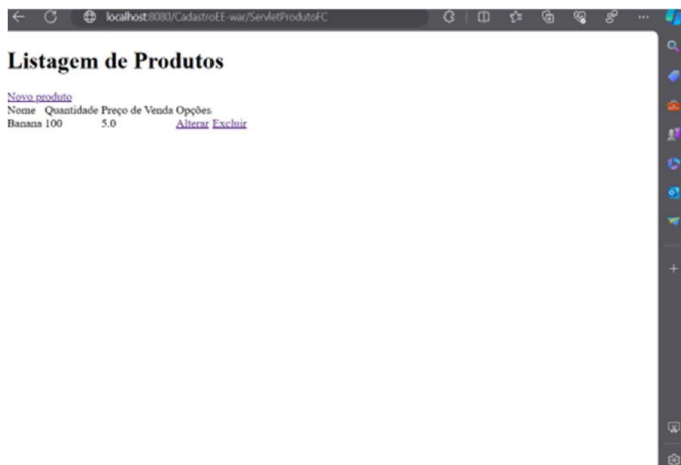 localhost:8080/CadastroEE-war/ServletProdutoFC
Listagem de Produtos
Novo produto
Nome Quantidade Preço de Venda Opções
Banana 100 5.0 Alterar Excluir